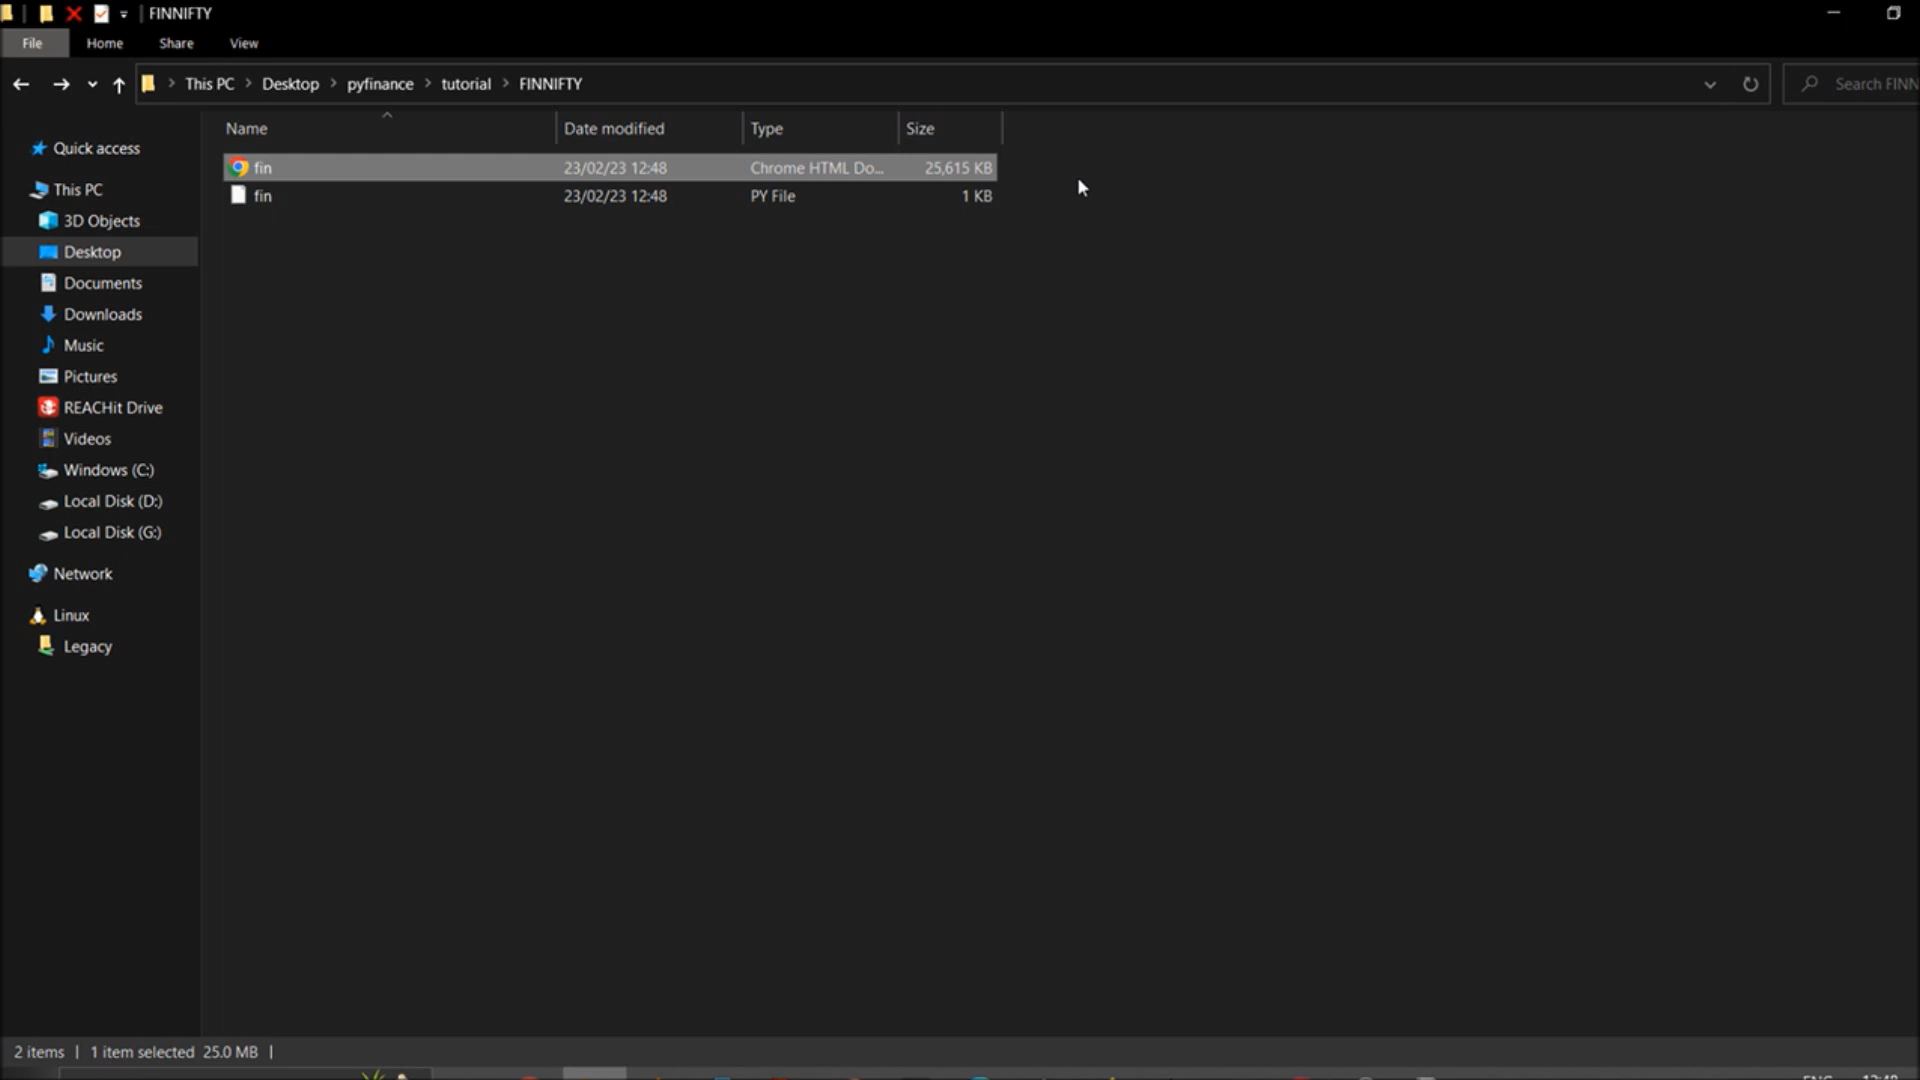 FINNIFTY
File Home Share View
This PC Desktop pyfinance tutorial FINNIFTY Search FINN
Name Date modified Type Size
fin 23/02/23 12:48 Chrome HTML Do... 25,615 KB
fin 23/02/23 12:48 PY File 1 KB
Quick access
This PC
3D Objects
Desktop
Documents
Downloads
Music
Pictures
REACHit Drive
Videos
Windows (C:)
Local Disk (D:)
Local Disk (G:)
Network
Linux
Legacy
2 items | 1 item selected 25.0 MB |